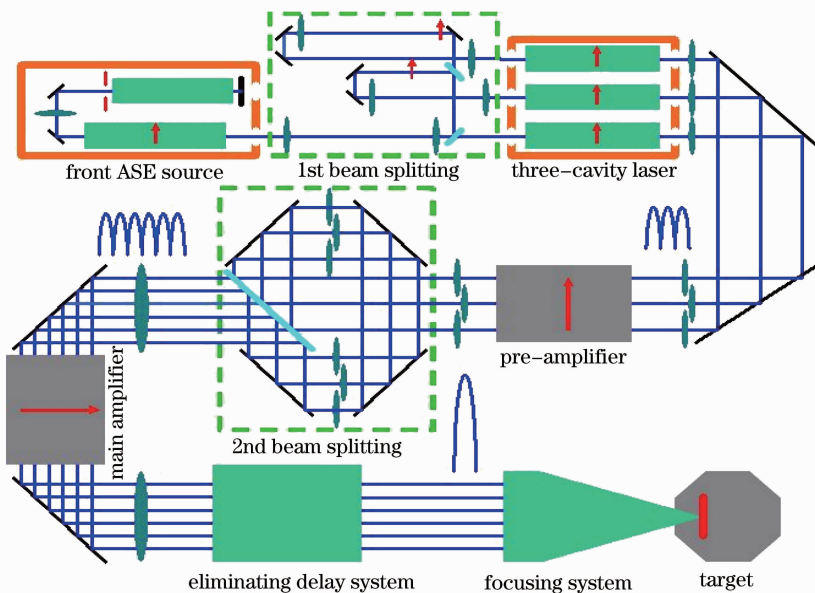 front ASE source
1st beam splitting
three-cavity laser
pre-amplifier
main amplifier
2nd beam splitting
eliminating delay system
focusing system
target